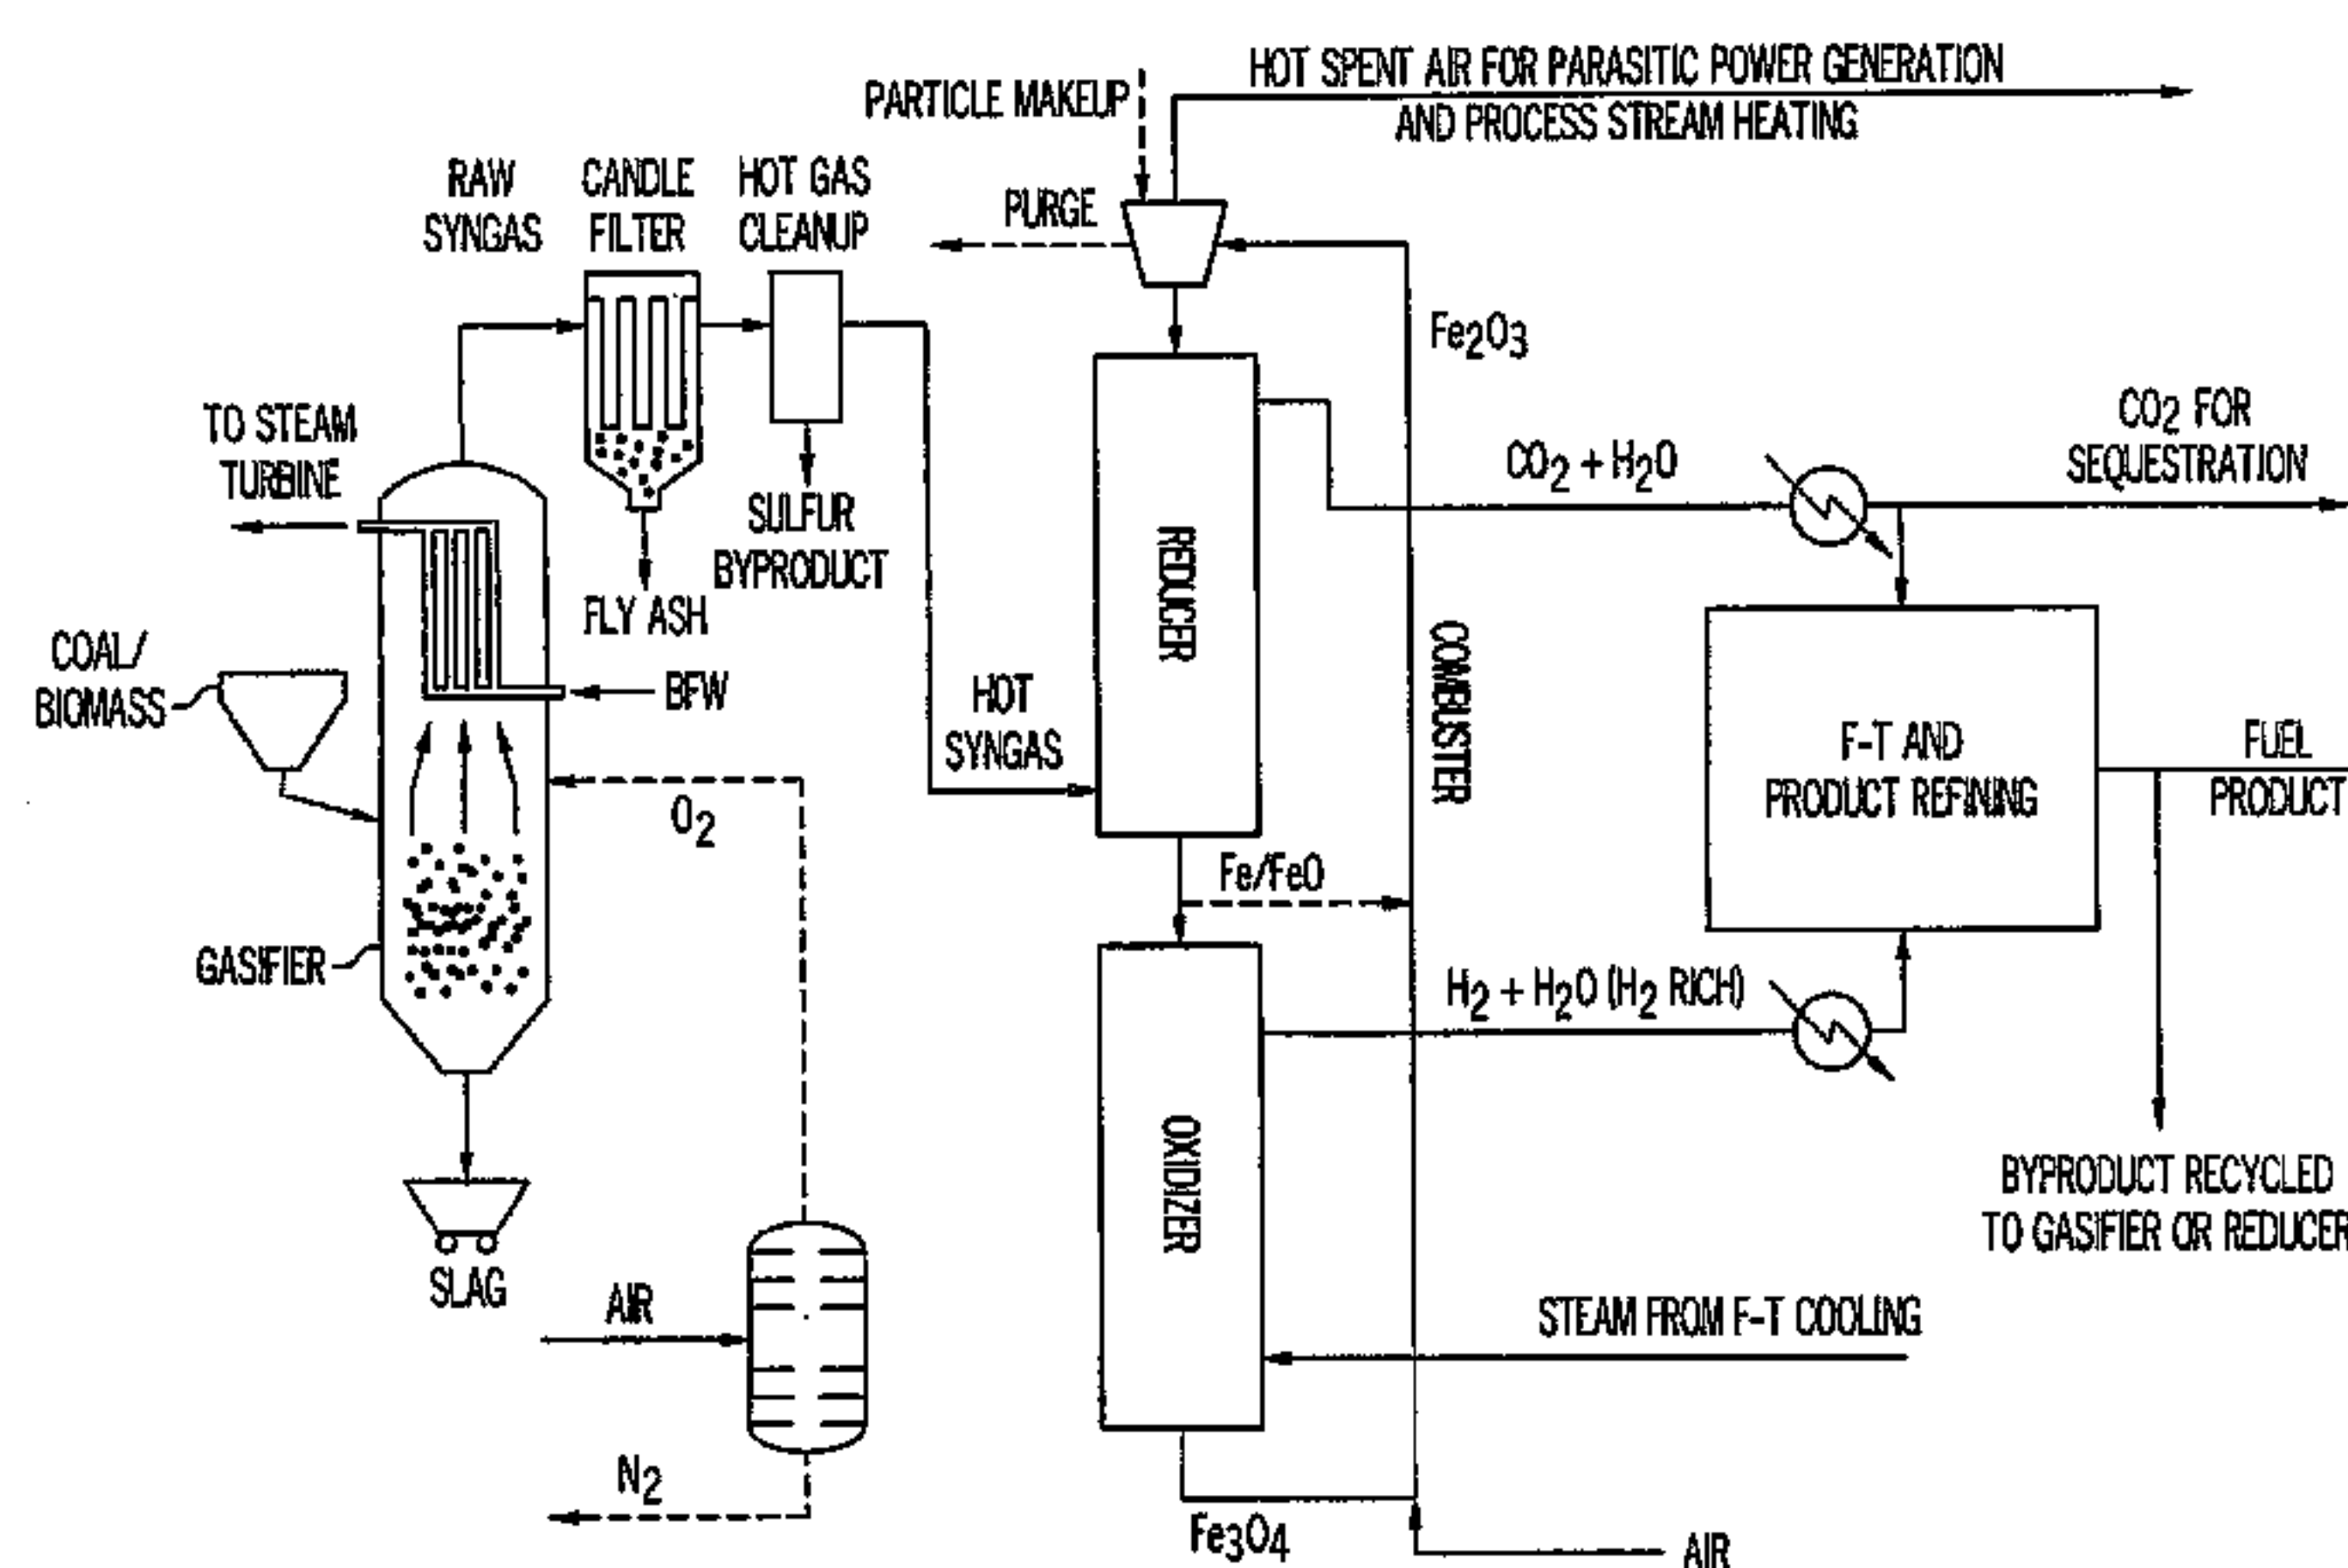 HOT SPENT AIR FOR PARASITIC POWER GENERATION
AND PROCESS STREAM HEATING
PARTICLE MAKEUP
PURGE
RAW
SYNGAS
CANDLE
FILTER
HOT GAS
CLEANUP
Fe2O3
TO STEAM
TURBINE
SULFUR
BYPRODUCT
FLY ASH
CO2 + H2O
CO2 FOR
SEQUESTRATION
REDUCER
COAL/
BIOMASS
BFW
HOT
SYNGAS
COMBUSTER
F-T AND
PRODUCT REFINING
FUEL
PRODUCT
O2
Fe/FeO
GASIFIER
H2 + H2O (H2 RICH)
OXIDIZER
BYPRODUCT RECYCLED
TO GASIFIER OR REDUCER
SLAG
AIR
STEAM FROM F-T COOLING
N2
Fe3O4
AIR